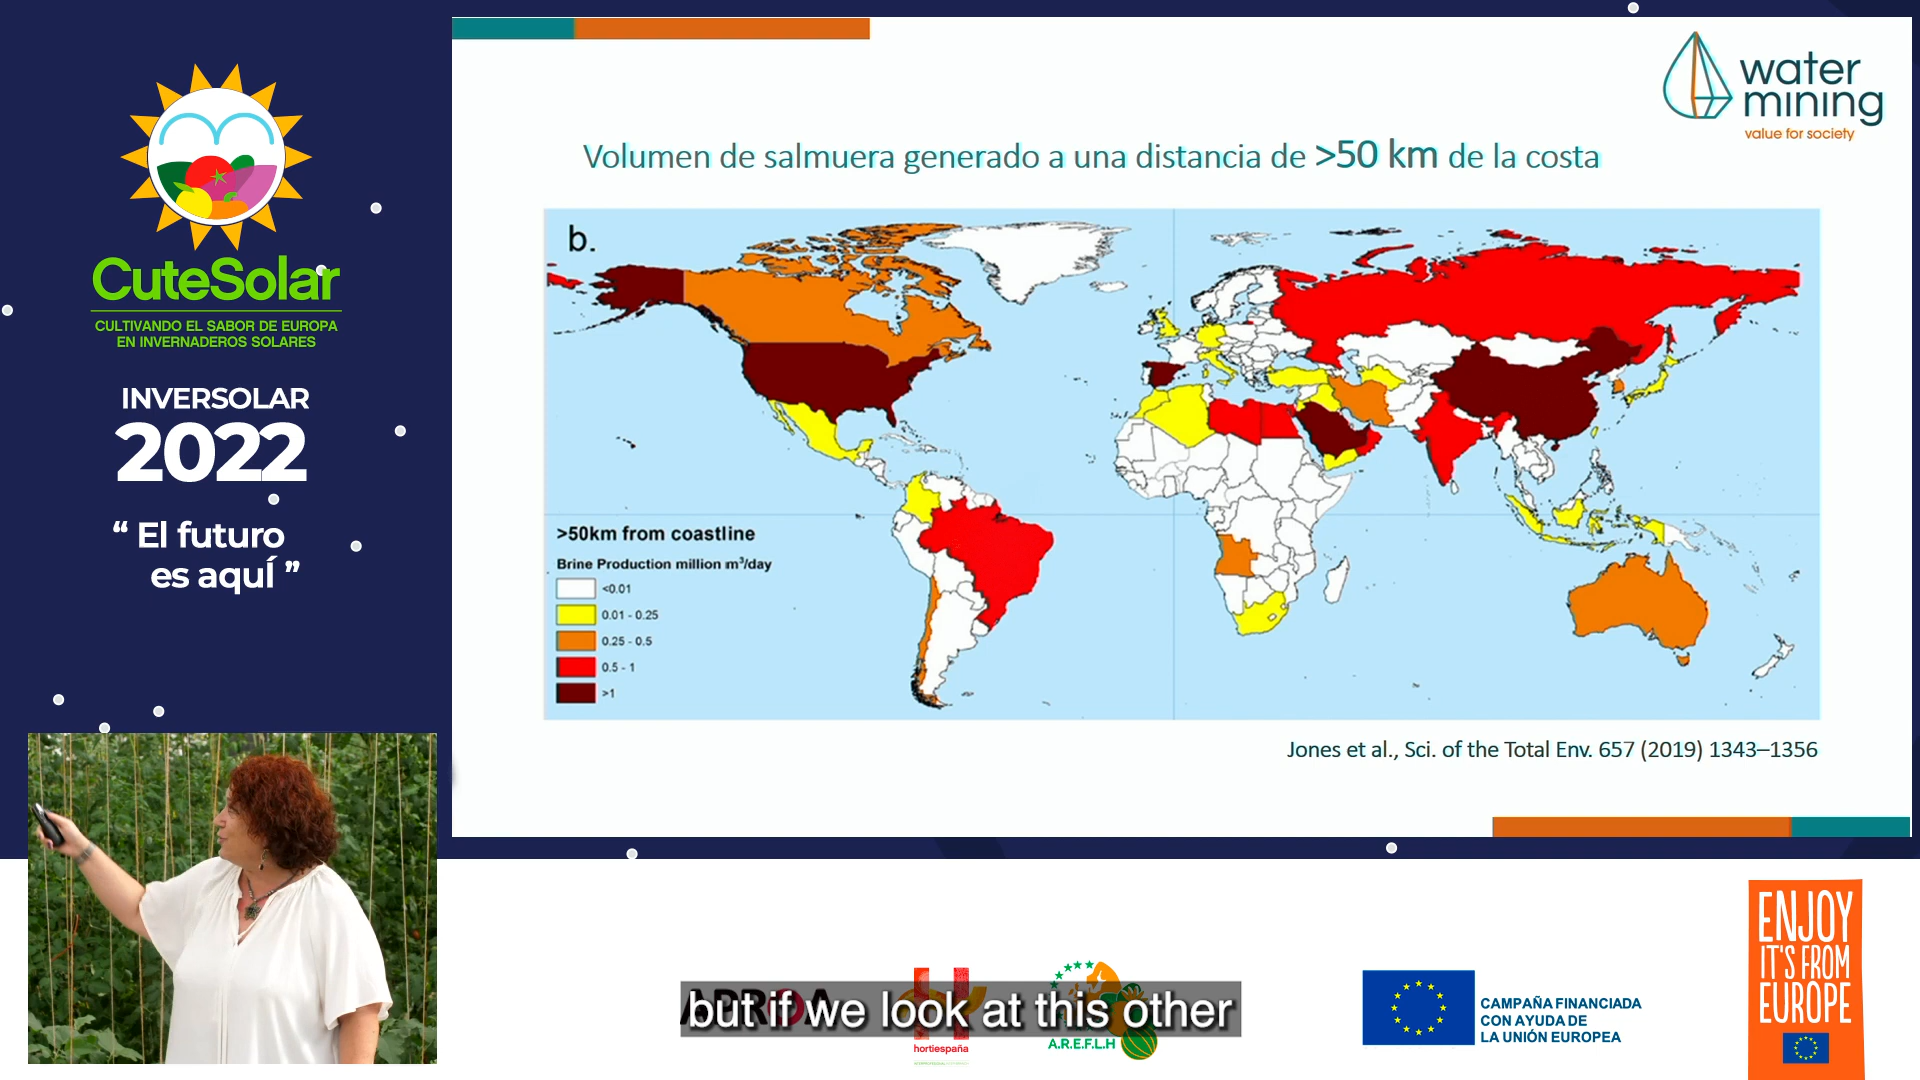 CuteSolar
CULTIVANDO EL SABOR DE EUROPA
EN INVERNADEROS SOLARES
INVERSOLAR
2022
“ El futuro
es aquÍ ”
water
mining
value for society
Volumen de salmuera generado a una distancia de >50 km de la costa
b.
>50km from coastline
Brine Production million m³/day
<0.01
0.01 - 0.25
0.25 - 0.5
0.5 - 1
>1
Jones et al., Sci. of the Total Env. 657 (2019) 1343–1356
but if we look at this other
hortiespaña
A.R.E.F.L.H
CAMPAÑA FINANCIADA
CON AYUDA DE
LA UNIÓN EUROPEA
ENJOY
IT'S FROM
EUROPE